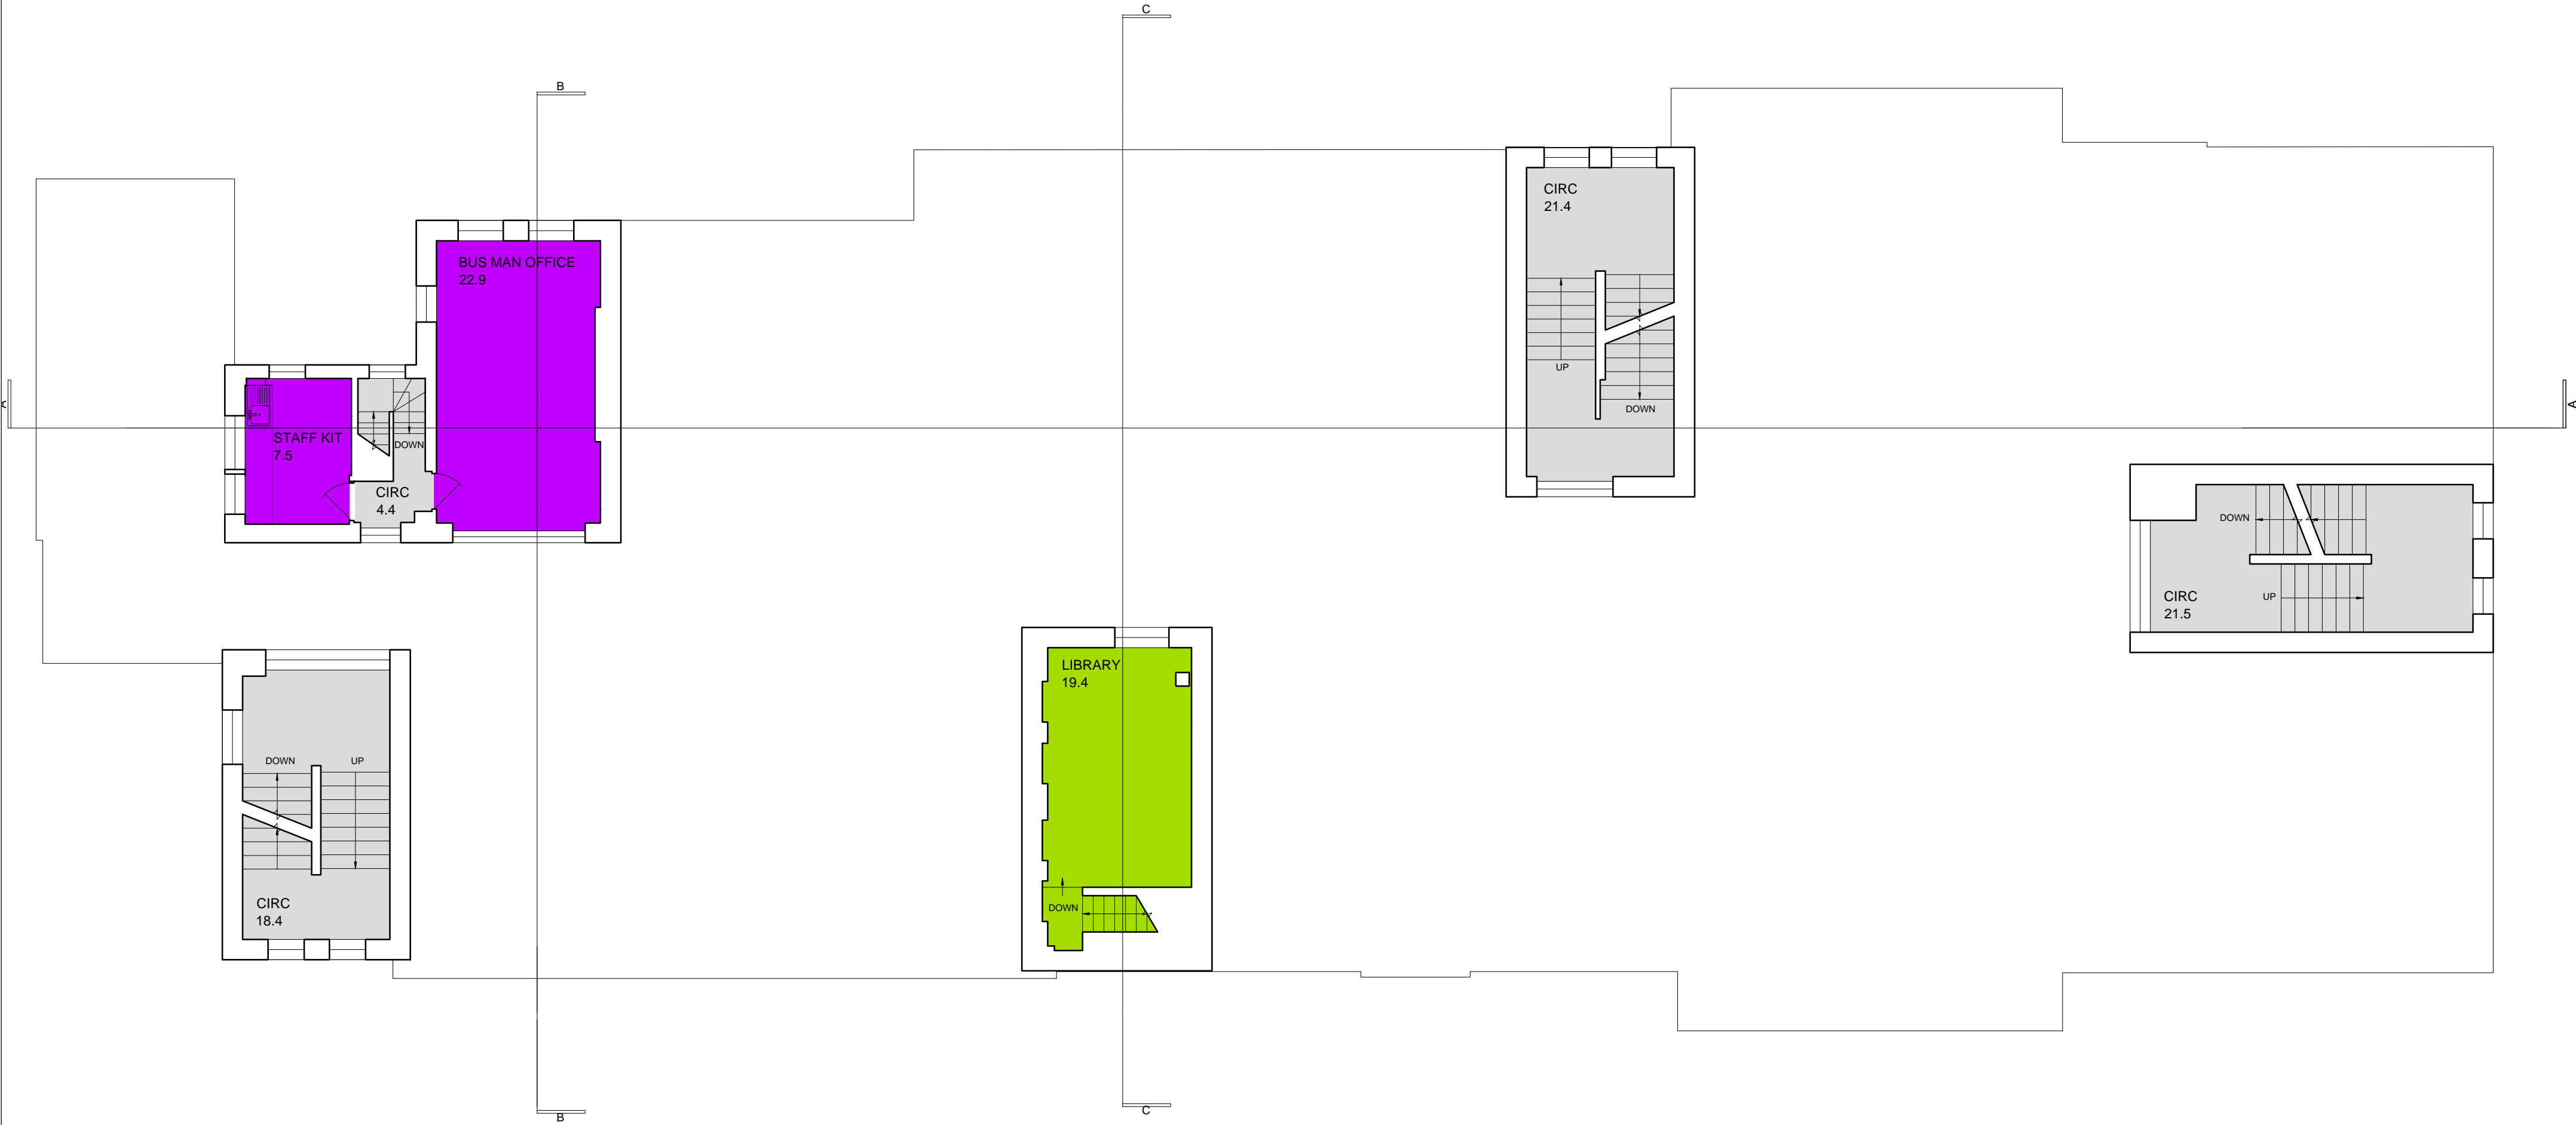 C
B
CIRC
21.4
BUS MAN OFFICE
22.9
UP
DOWN
A
A
STAFF KIT
7.5
DOWN
CIRC
4.4
DOWN
UP
CIRC
21.5
LIBRARY
19.4
DOWN
UP
DOWN
CIRC
18.4
B
C